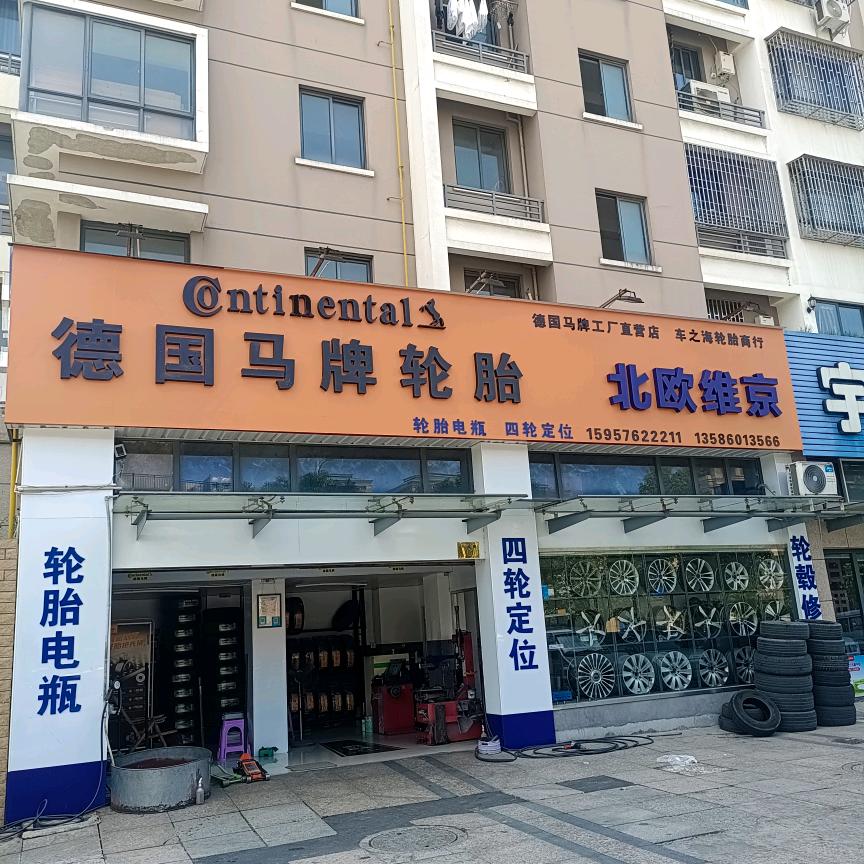 Continental
德国马牌轮胎
德国马牌工厂直营店 车之海轮胎商行
北欧维京
轮胎电瓶 四轮定位 15957622211 13586013566
宇
轮胎电瓶
四轮定位
轮毂修
Continental